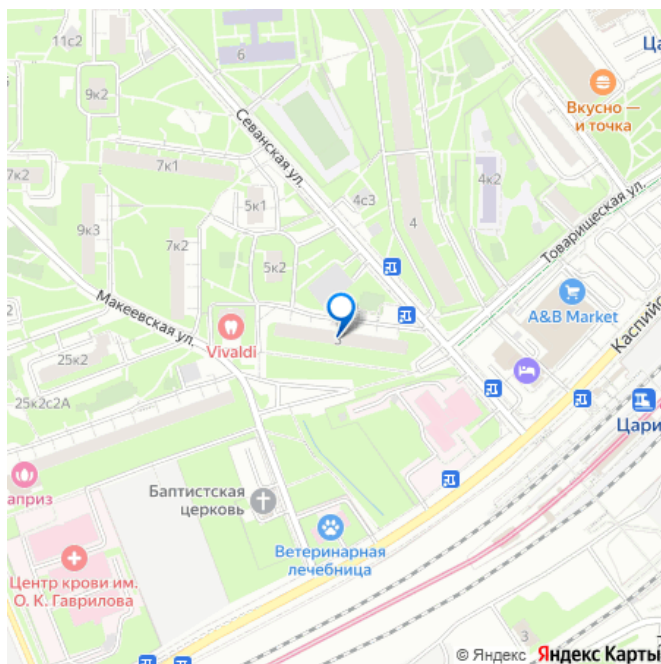 11с2
6
Ца
9к2
Вкусно —
и точка
Севанская ул.
7к1
7к2
4к2
5к1
4с3
9к3
7к2
4
Товарищеская ул.
5к2
Макеевская ул.
A&B Market
Каспийс
Vivaldi
3
25к2
25к2с2А
Цари
априз
Баптистская
церковь
Ветеринарная
лечебница
Центр крови им.
О. К. Гаврилова
3
© Яндекс Яндекс Карты